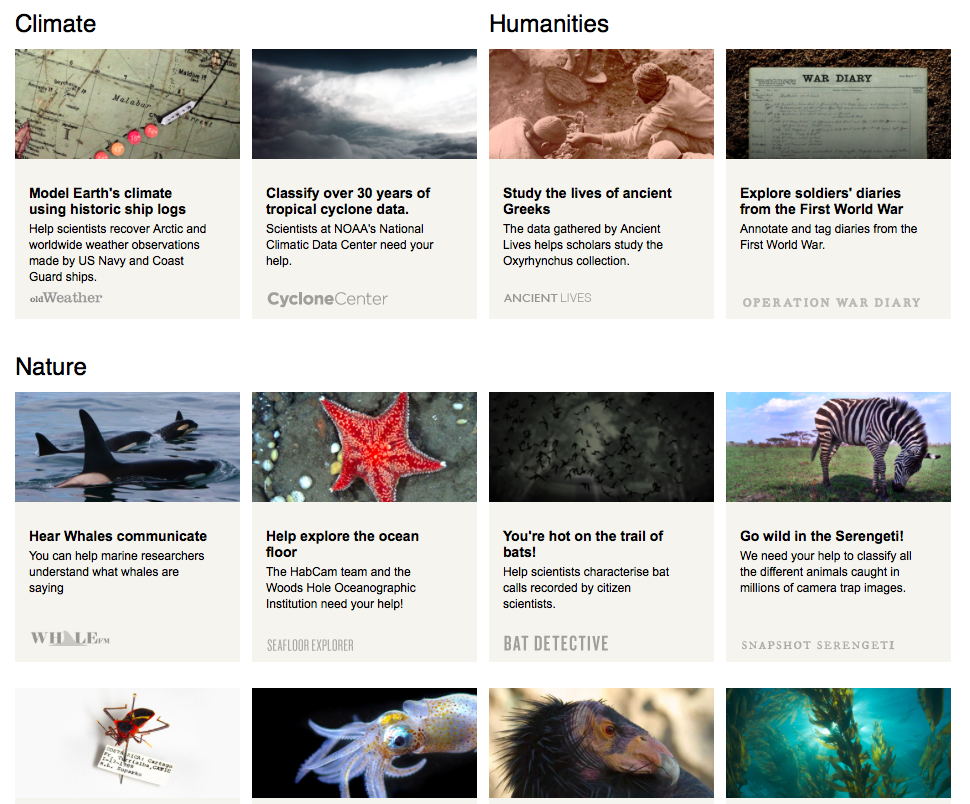 Climate
Humanities
Malabar
WAR DIARY
Model Earth's climate
using historic ship logs
Help scientists recover Arctic and
worldwide weather observations
made by US Navy and Coast
Guard ships.
oldWeather
Classify over 30 years of
tropical cyclone data.
Scientists at NOAA's National
Climatic Data Center need your
help.
CycloneCenter
Study the lives of ancient
Greeks
The data gathered by Ancient
Lives helps scholars study the
Oxyrhynchus collection.
ANCIENT LIVES
Explore soldiers' diaries
from the First World War
Annotate and tag diaries from the
First World War.
OPERATION WAR DIARY
Nature
Hear Whales communicate
You can help marine researchers
understand what whales are
saying
WHALE.FM
Help explore the ocean
floor
The HabCam team and the
Woods Hole Oceanographic
Institution need your help!
SEAFLOOR EXPLORER
You're hot on the trail of
bats!
Help scientists characterise bat
calls recorded by citizen
scientists.
BAT DETECTIVE
Go wild in the Serengeti!
We need your help to classify all
the different animals caught in
millions of camera trap images.
SNAPSHOT SERENGETI
COSTA RICA: Cartago
Turrialba, CATIE